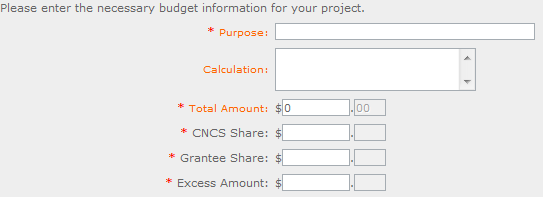 Please enter the necessary budget information for your project.
* Purpose:
Calculation:
* Total Amount: $0.00
* CNCS Share: $ .
* Grantee Share: $ .
* Excess Amount: $ .